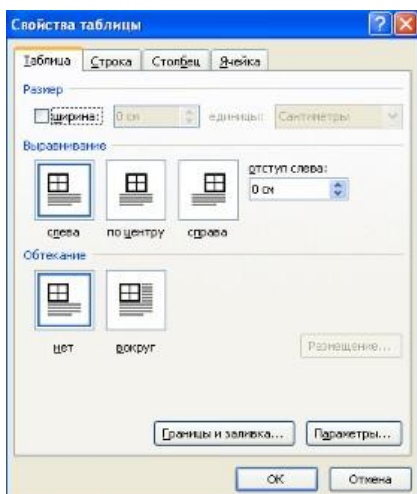 Свойства таблицы
Таблица Строка Столбец Ячейка
Размер
ширина: 0 см единицы: Сантиметры
Выравнивание
отступ слева:
0 см
слева по центру справа
Обтекание
нет вокруг
Размещение...
Границы и заливка... Параметры...
ОК Отмена